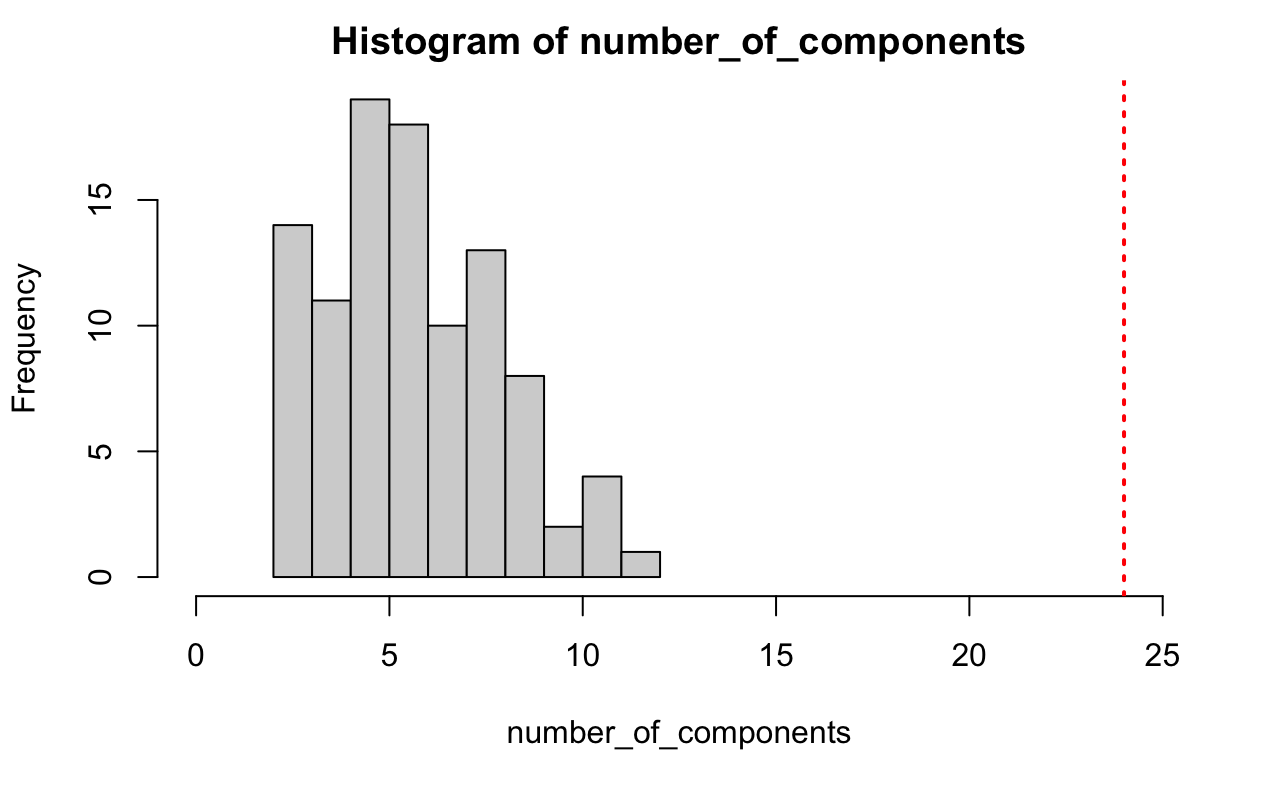 Histogram of number_of_components
Frequency
15
10
5
0
0 5 10 15 20 25
number_of_components